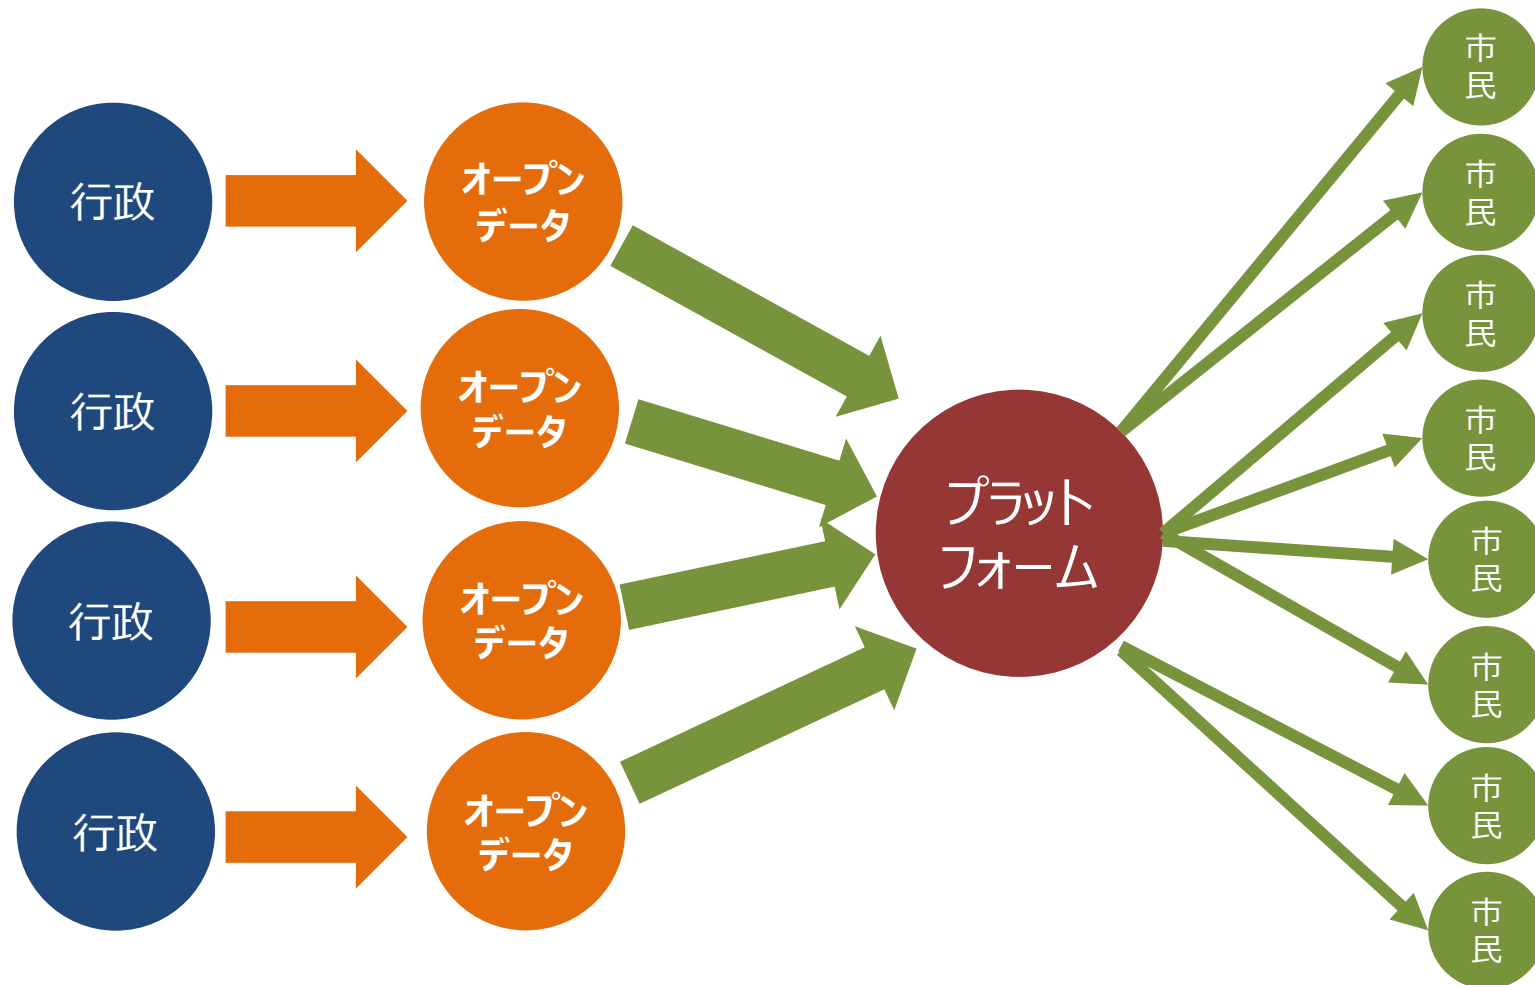 行政
オープン
データ
行政
オープン
データ
行政
オープン
データ
行政
オープン
データ
プラット
フォーム
市
民
市
民
市
民
市
民
市
民
市
民
市
民
市
民